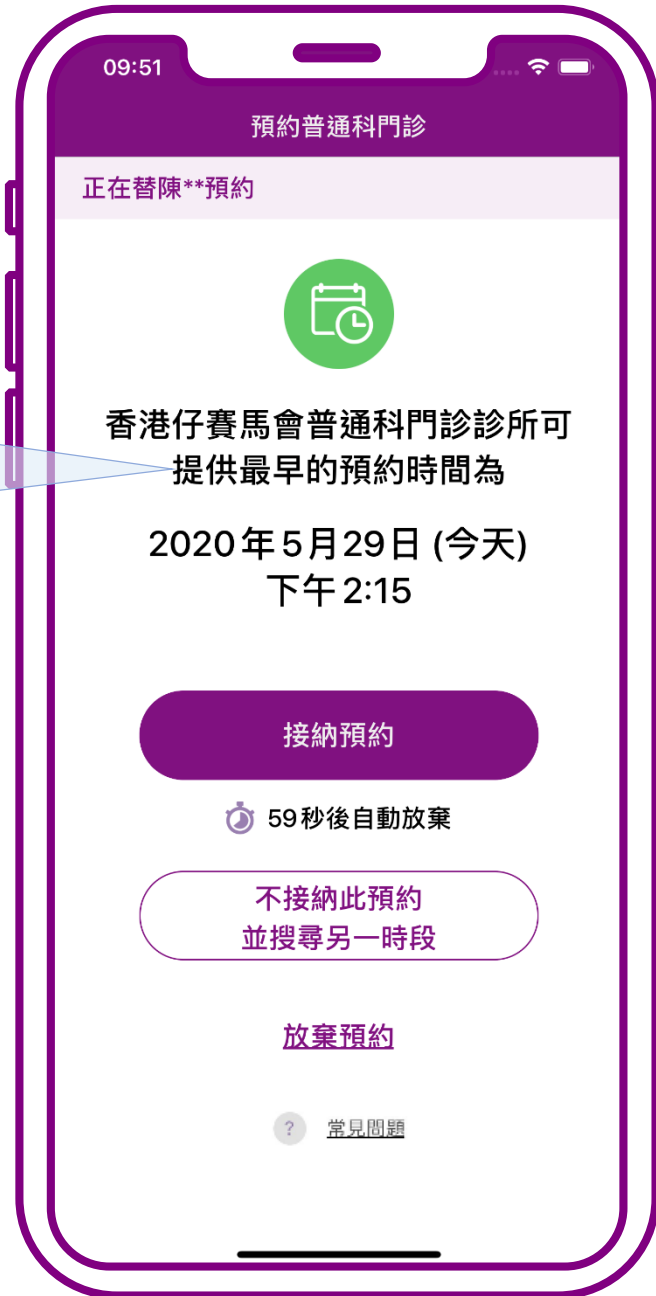 09:51
預約普通科門診
正在替陳**預約
香港仔賽馬會普通科門診診所可
提供最早的預約時間為
2020年5月29日 (今天)
下午2:15
接納預約
59秒後自動放棄
不接納此預約
並搜尋另一時段
放棄預約
? 常見問題